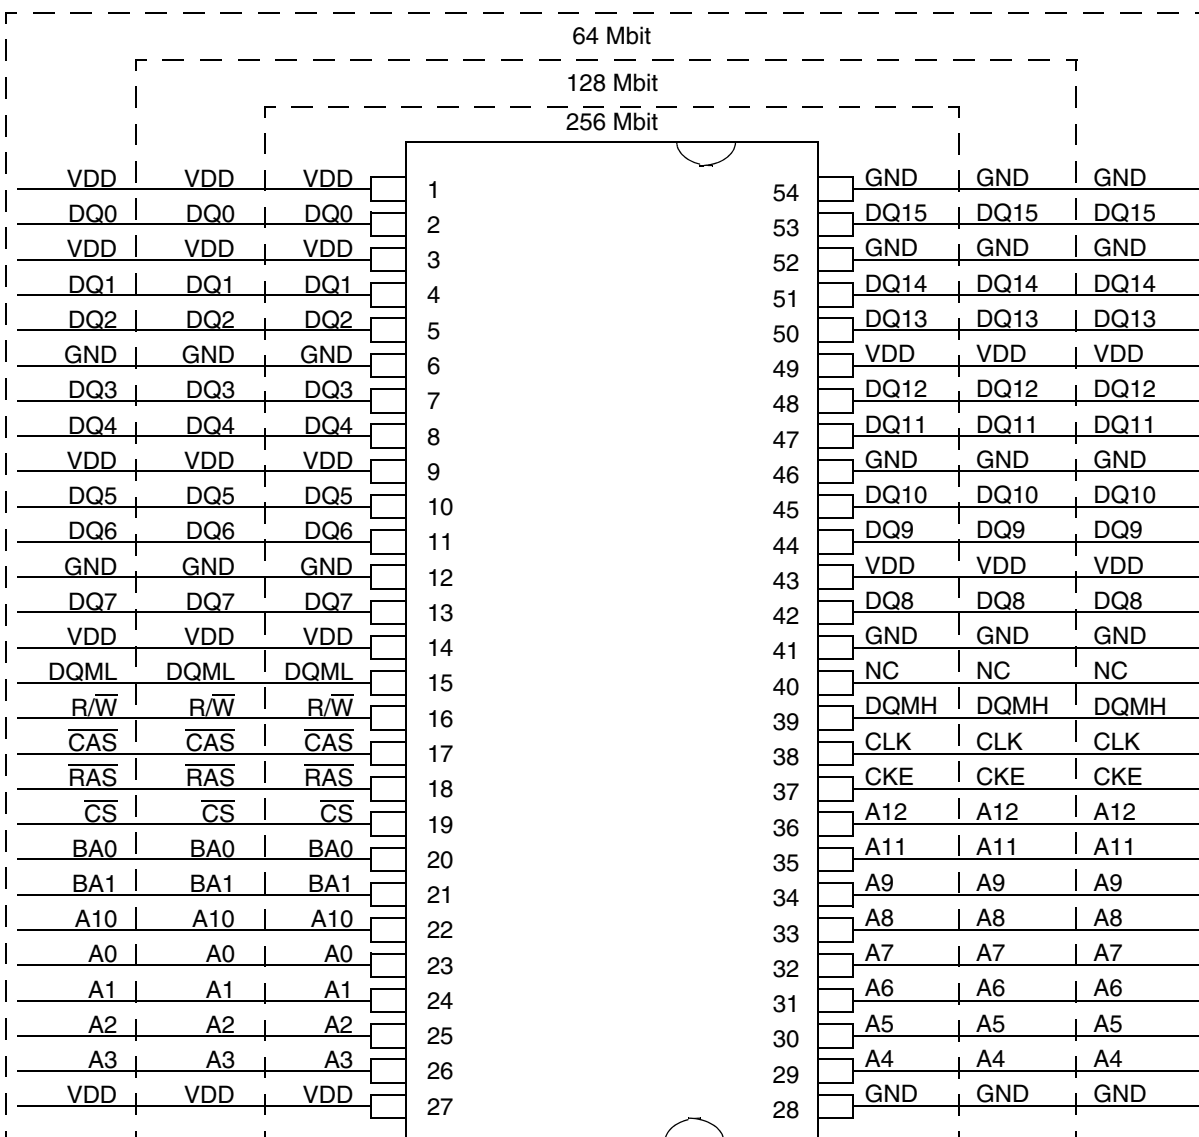 64 Mbit
128 Mbit
256 Mbit
VDD VDD VDD 1 54 GND GND GND
DQ0 DQ0 DQ0 2 53 DQ15 DQ15 DQ15
VDD VDD VDD 3 52 GND GND GND
DQ1 DQ1 DQ1 4 51 DQ14 DQ14 DQ14
DQ2 DQ2 DQ2 5 50 DQ13 DQ13 DQ13
GND GND GND 6 49 VDD VDD VDD
DQ3 DQ3 DQ3 7 48 DQ12 DQ12 DQ12
DQ4 DQ4 DQ4 8 47 DQ11 DQ11 DQ11
VDD VDD VDD 9 46 GND GND GND
DQ5 DQ5 DQ5 10 45 DQ10 DQ10 DQ10
DQ6 DQ6 DQ6 11 44 DQ9 DQ9 DQ9
GND GND GND 12 43 VDD VDD VDD
DQ7 DQ7 DQ7 13 42 DQ8 DQ8 DQ8
VDD VDD VDD 14 41 GND GND GND
DQML DQML DQML 15 40 NC NC NC
R/W̅ R/W̅ R/W̅ 16 39 DQMH DQMH DQMH
C̅A̅S̅ C̅A̅S̅ C̅A̅S̅ 17 38 CLK CLK CLK
R̅A̅S̅ R̅A̅S̅ R̅A̅S̅ 18 37 CKE CKE CKE
C̅S̅ C̅S̅ C̅S̅ 19 36 A12 A12 A12
BA0 BA0 BA0 20 35 A11 A11 A11
BA1 BA1 BA1 21 34 A9 A9 A9
A10 A10 A10 22 33 A8 A8 A8
A0 A0 A0 23 32 A7 A7 A7
A1 A1 A1 24 31 A6 A6 A6
A2 A2 A2 25 30 A5 A5 A5
A3 A3 A3 26 29 A4 A4 A4
VDD VDD VDD 27 28 GND GND GND